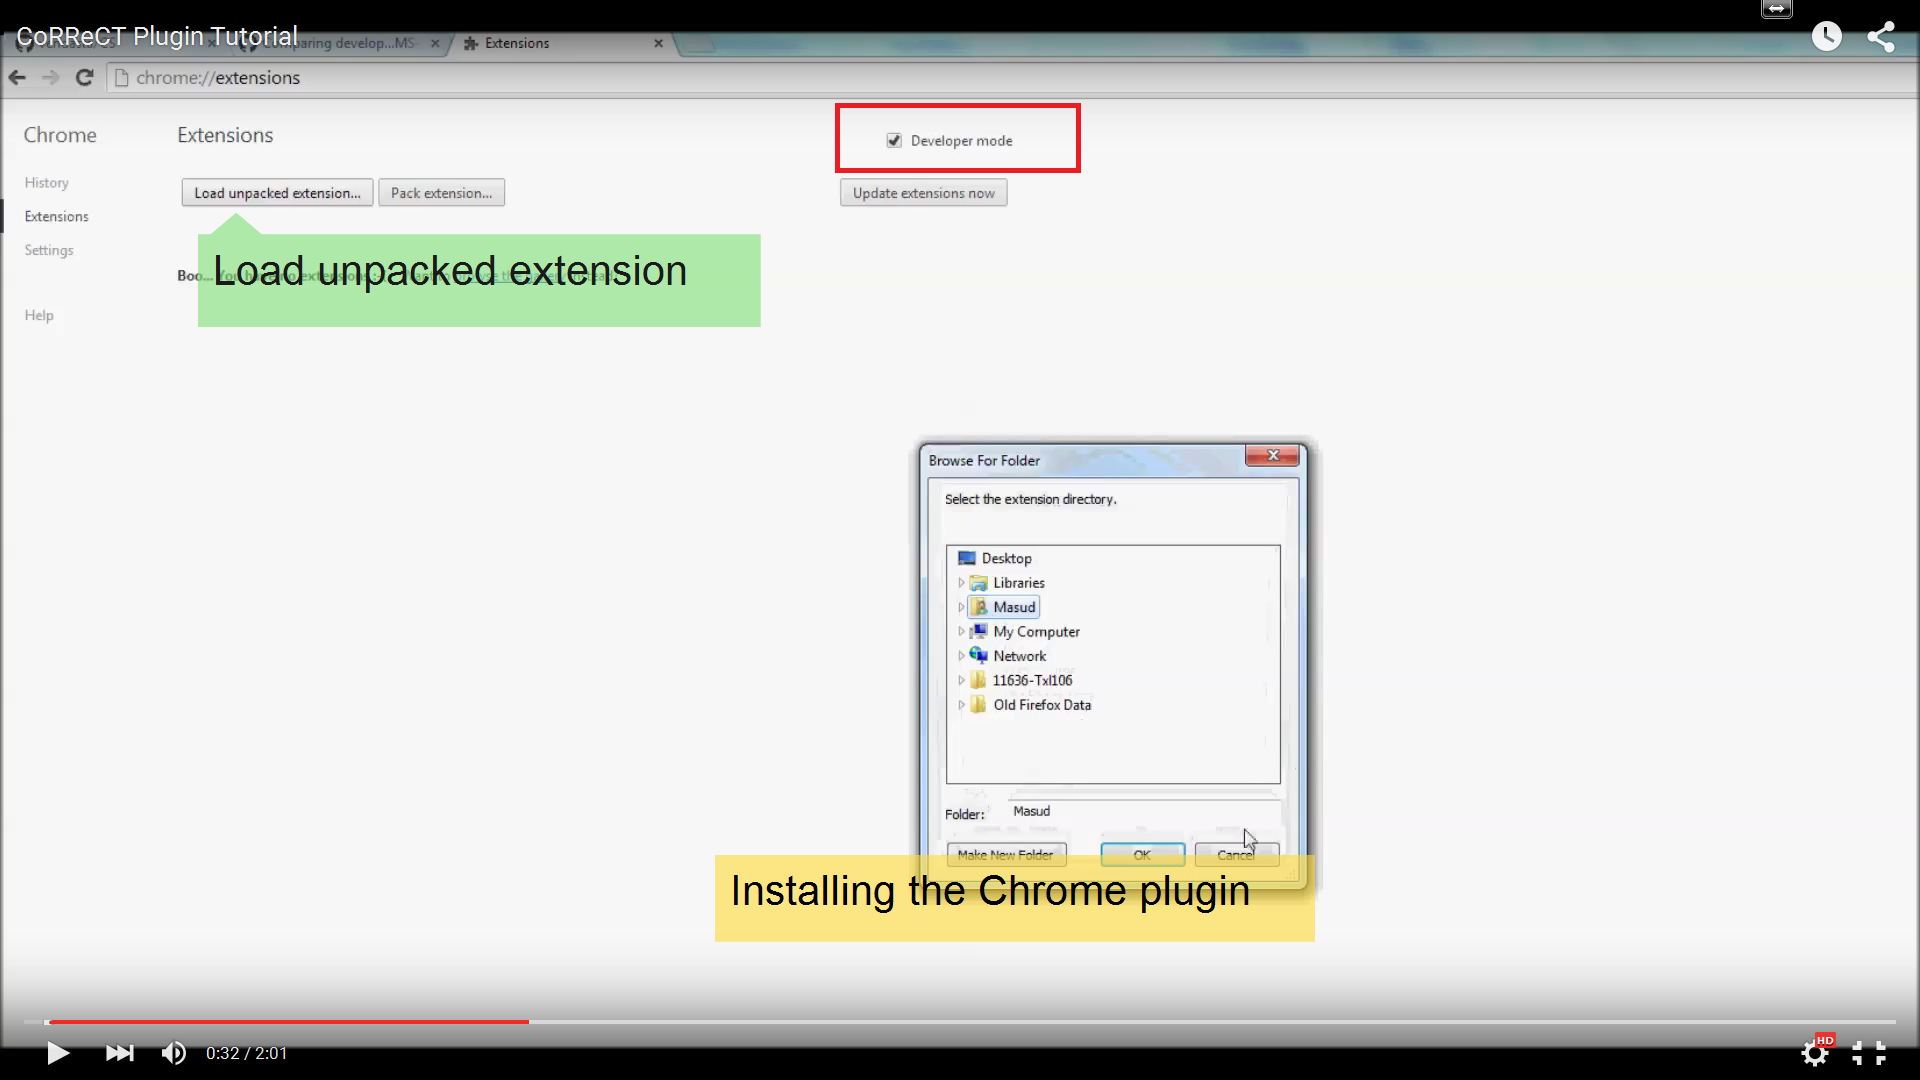 CoRReCT Plugin Tutorial
Comparing develop...MS
Extensions
chrome://extensions
Chrome
Extensions
Developer mode
History
Load unpacked extension...
Pack extension...
Update extensions now
Extensions
Settings
Load unpacked extension
Boo...
Help
Browse For Folder
Select the extension directory.
Desktop
Libraries
Masud
My Computer
Network
11636-Txl106
Old Firefox Data
Folder:
Masud
Make New Folder
OK
Cancel
Installing the Chrome plugin
0:32 / 2:01
HD